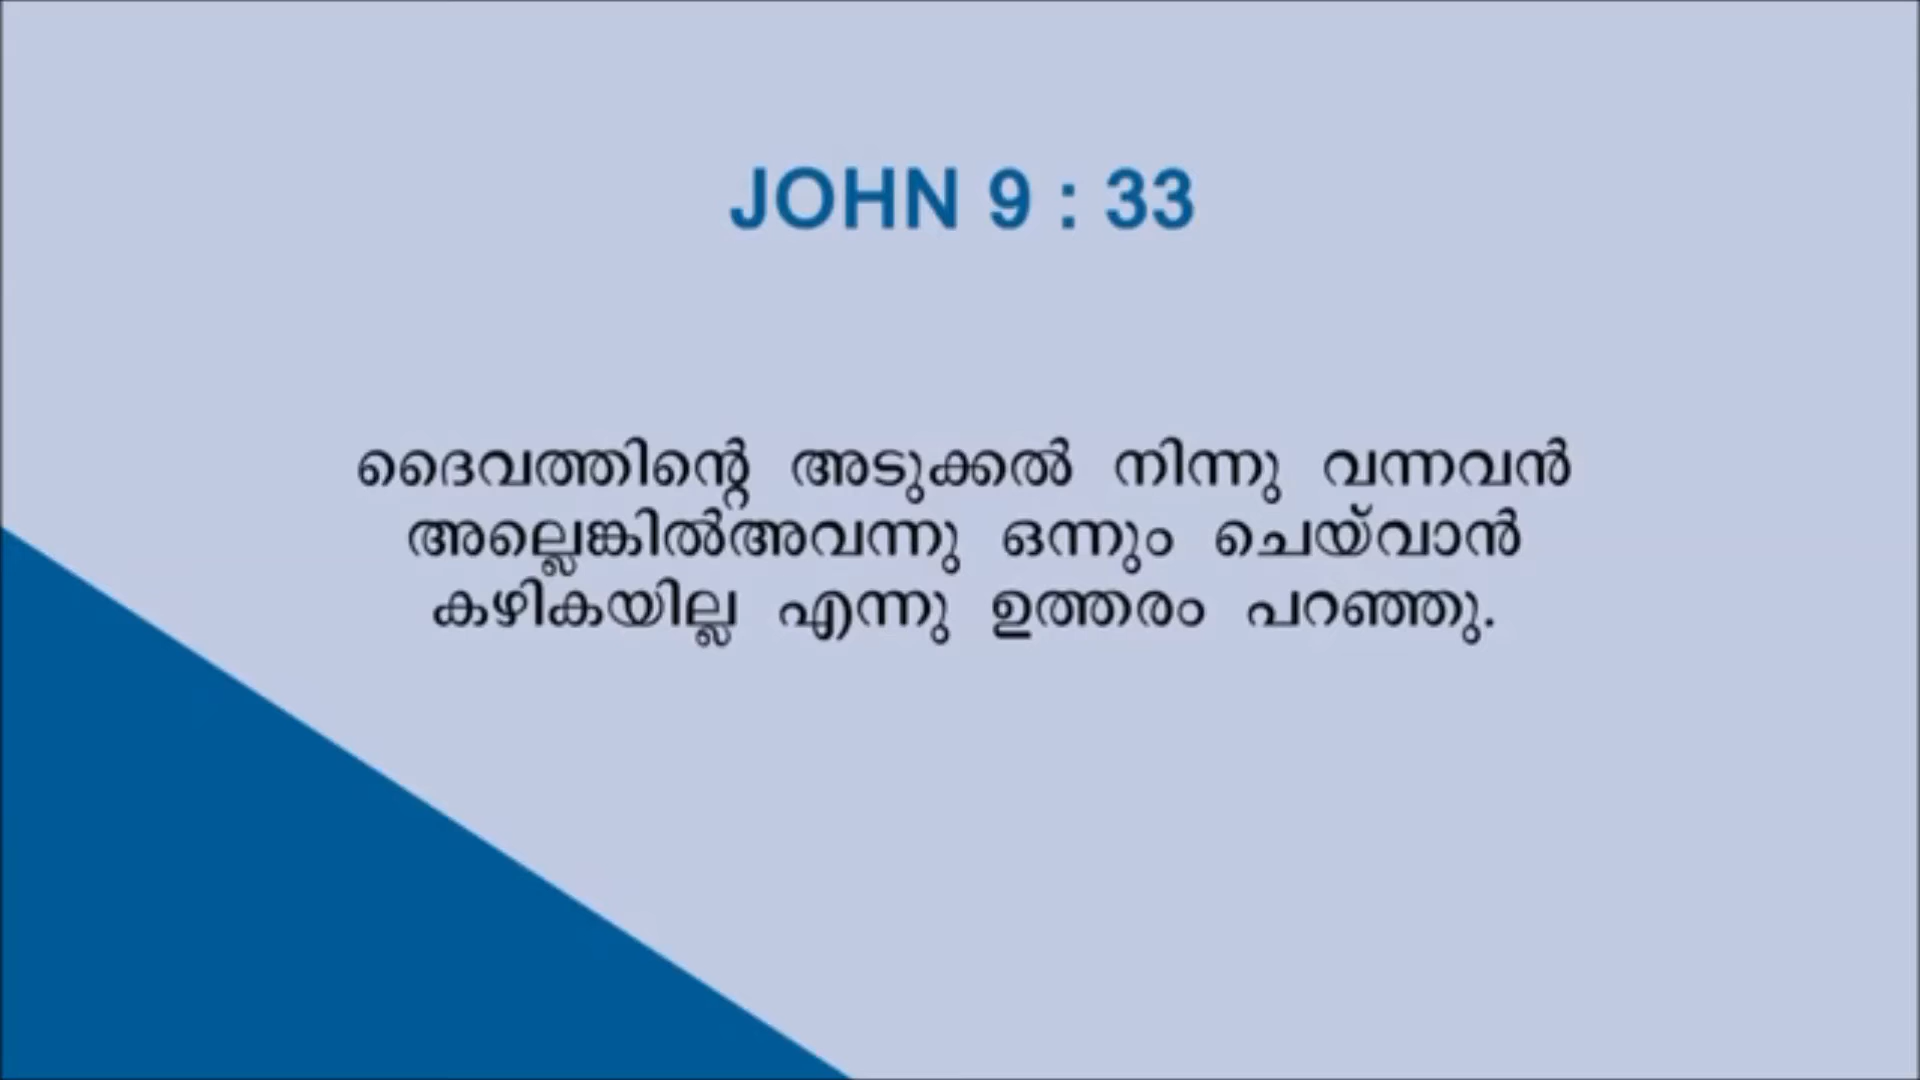 JOHN 9 : 33
ദൈവത്തിന്റെ അടുക്കൽ നിന്നു വന്നവൻ
അല്ലെങ്കിൽഅവന്നു ഒന്നും ചെയ്‌വാൻ
കഴികയില്ല എന്നു ഉത്തരം പറഞ്ഞു.